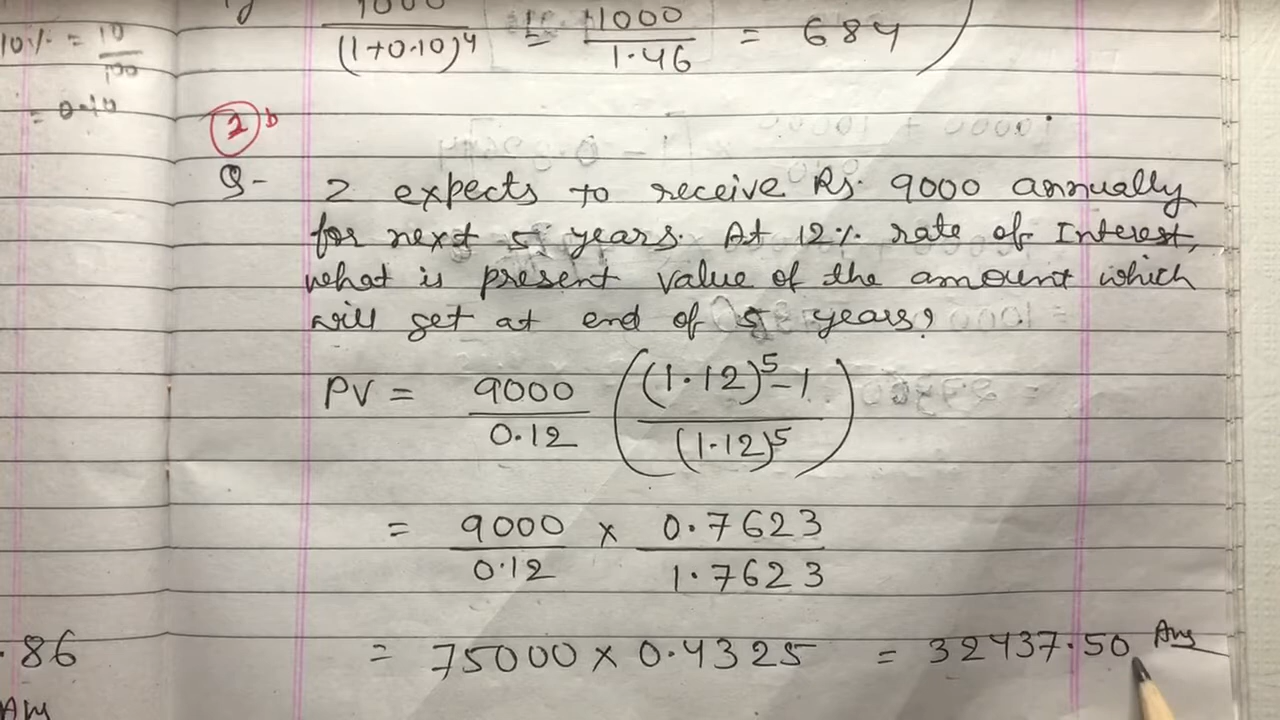 10% = 10/100
= 0.10
1000/(1+0.10)^4 = 1000/1.46 = 684)
2 b
Q- Z expects to receive Rs. 9000 annually
for next 5 years. At 12% rate of Interest,
what is present value of the amount which
will get at end of 5 years?
PV = 9000/0.12 ((1.12)^5-1/(1.12)^5)
= 9000/0.12 × 0.7623/1.7623
.86
= 75000 × 0.4325 = 32437.50 Ans
Ans